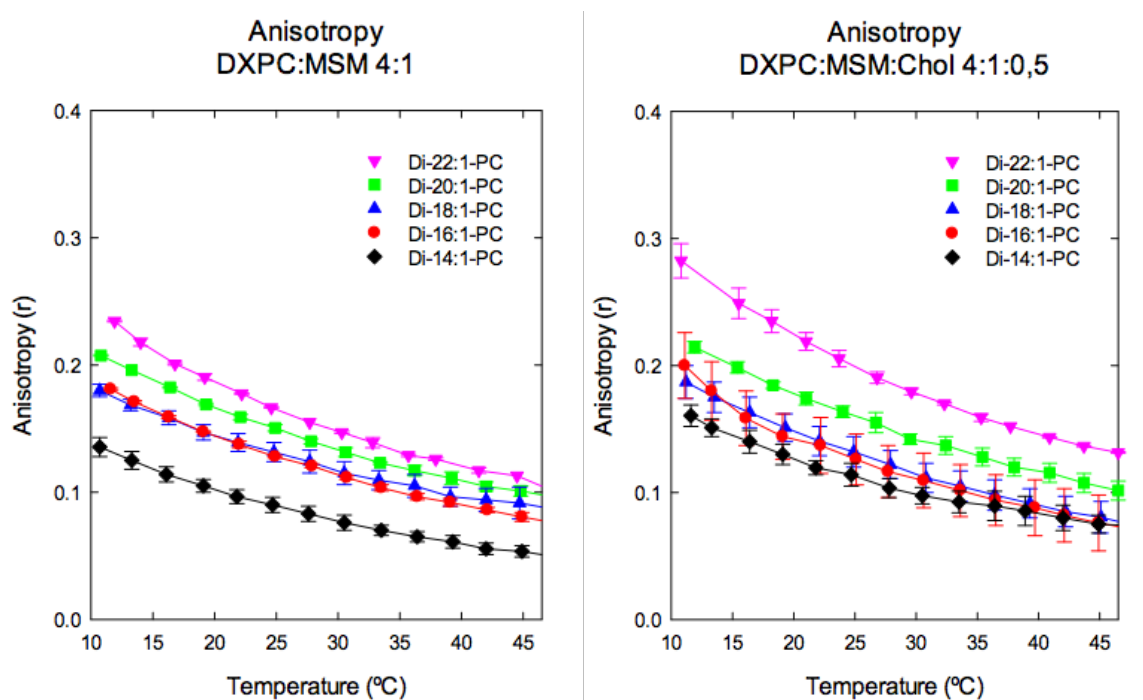 Anisotropy
DXPC:MSM 4:1
0.4
0.3
0.2
0.1
0.0
Anisotropy (r)
Di-22:1-PC
Di-20:1-PC
Di-18:1-PC
Di-16:1-PC
Di-14:1-PC
10 15 20 25 30 35 40 45
Temperature (ºC)
Anisotropy
DXPC:MSM:Chol 4:1:0,5
0.4
0.3
0.2
0.1
0.0
Anisotropy (r)
Di-22:1-PC
Di-20:1-PC
Di-18:1-PC
Di-16:1-PC
Di-14:1-PC
10 15 20 25 30 35 40 45
Temperature (ºC)